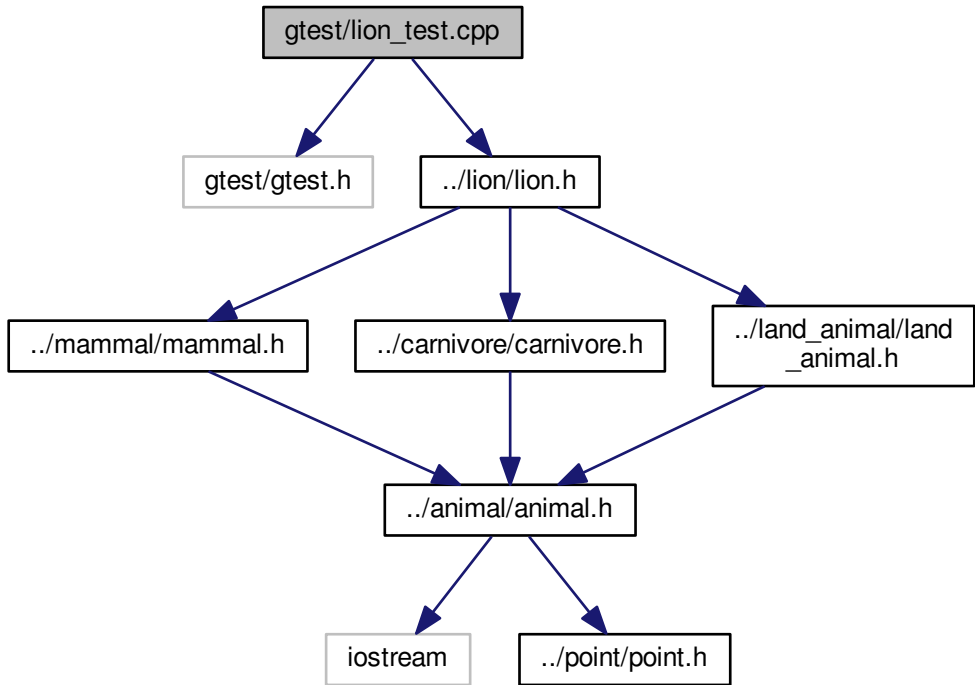 gtest/lion_test.cpp
gtest/gtest.h
../lion/lion.h
../mammal/mammal.h
../carnivore/carnivore.h
../land_animal/land
_animal.h
../animal/animal.h
iostream
../point/point.h